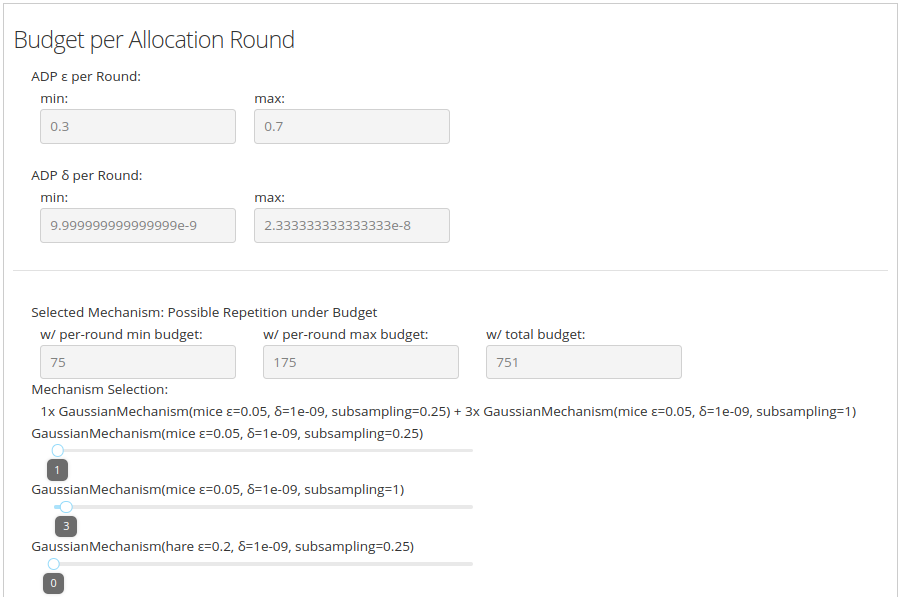 Budget per Allocation Round
ADP ε per Round:
min: max:
0.3 0.7
ADP δ per Round:
min: max:
9.999999999999999e-9 2.333333333333333e-8
Selected Mechanism: Possible Repetition under Budget
w/ per-round min budget: w/ per-round max budget: w/ total budget:
75 175 751
Mechanism Selection:
1x GaussianMechanism(mice ε=0.05, δ=1e-09, subsampling=0.25) + 3x GaussianMechanism(mice ε=0.05, δ=1e-09, subsampling=1)
GaussianMechanism(mice ε=0.05, δ=1e-09, subsampling=0.25)
1
GaussianMechanism(mice ε=0.05, δ=1e-09, subsampling=1)
3
GaussianMechanism(hare ε=0.2, δ=1e-09, subsampling=0.25)
0